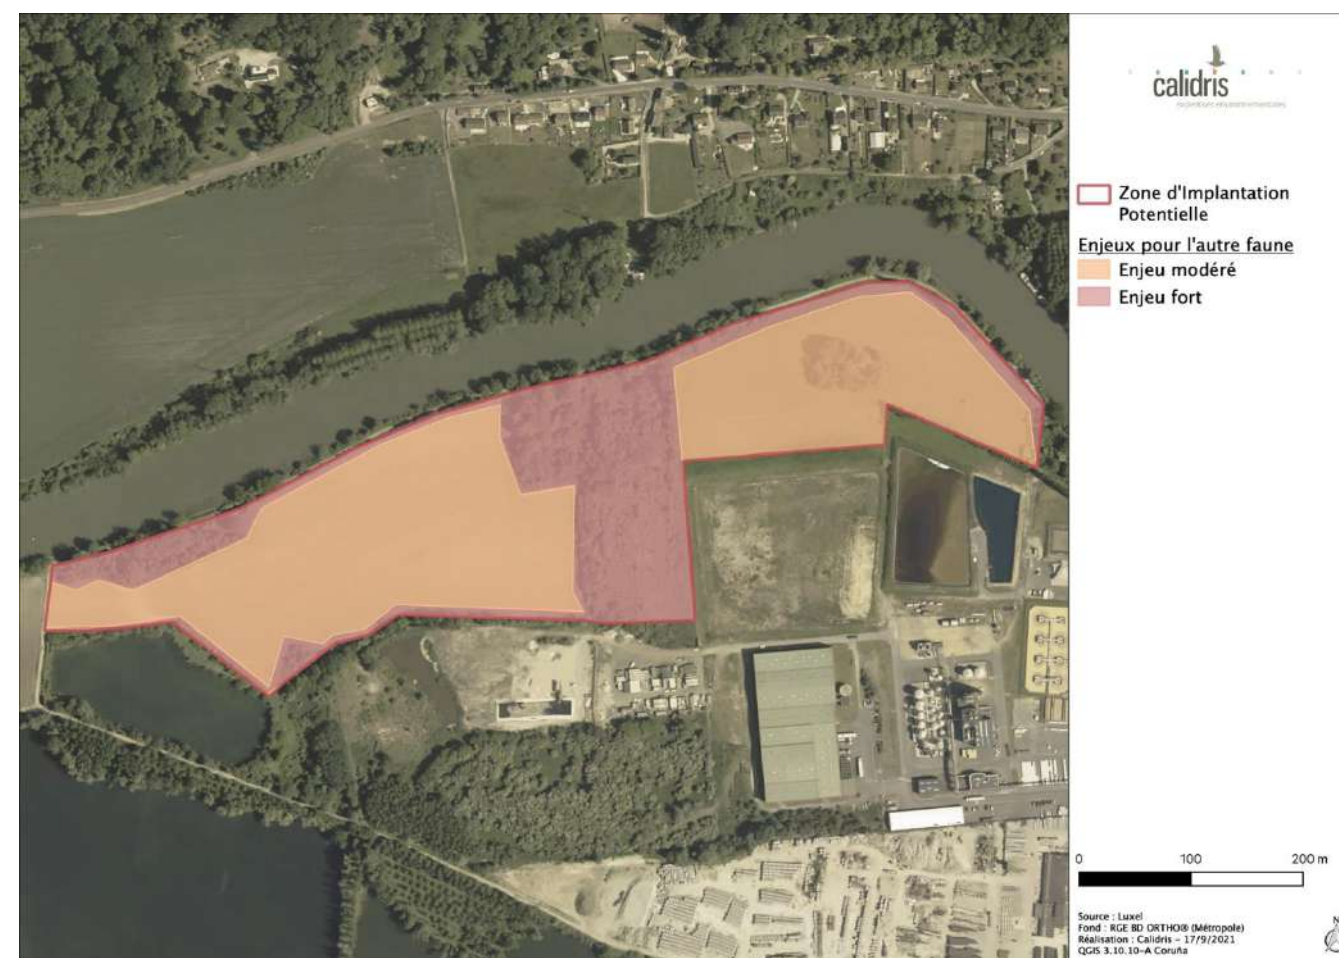 calidris
Zone d'Implantation
Potentielle
Enjeux pour l'autre faune
Enjeu modéré
Enjeu fort
0 100 200 m
Source : Luxel
Fond : RGE BD ORTHO® (Métropole)
Réalisation : Calidris - 17/9/2021
QGIS 3.10.10-A Coruña
N